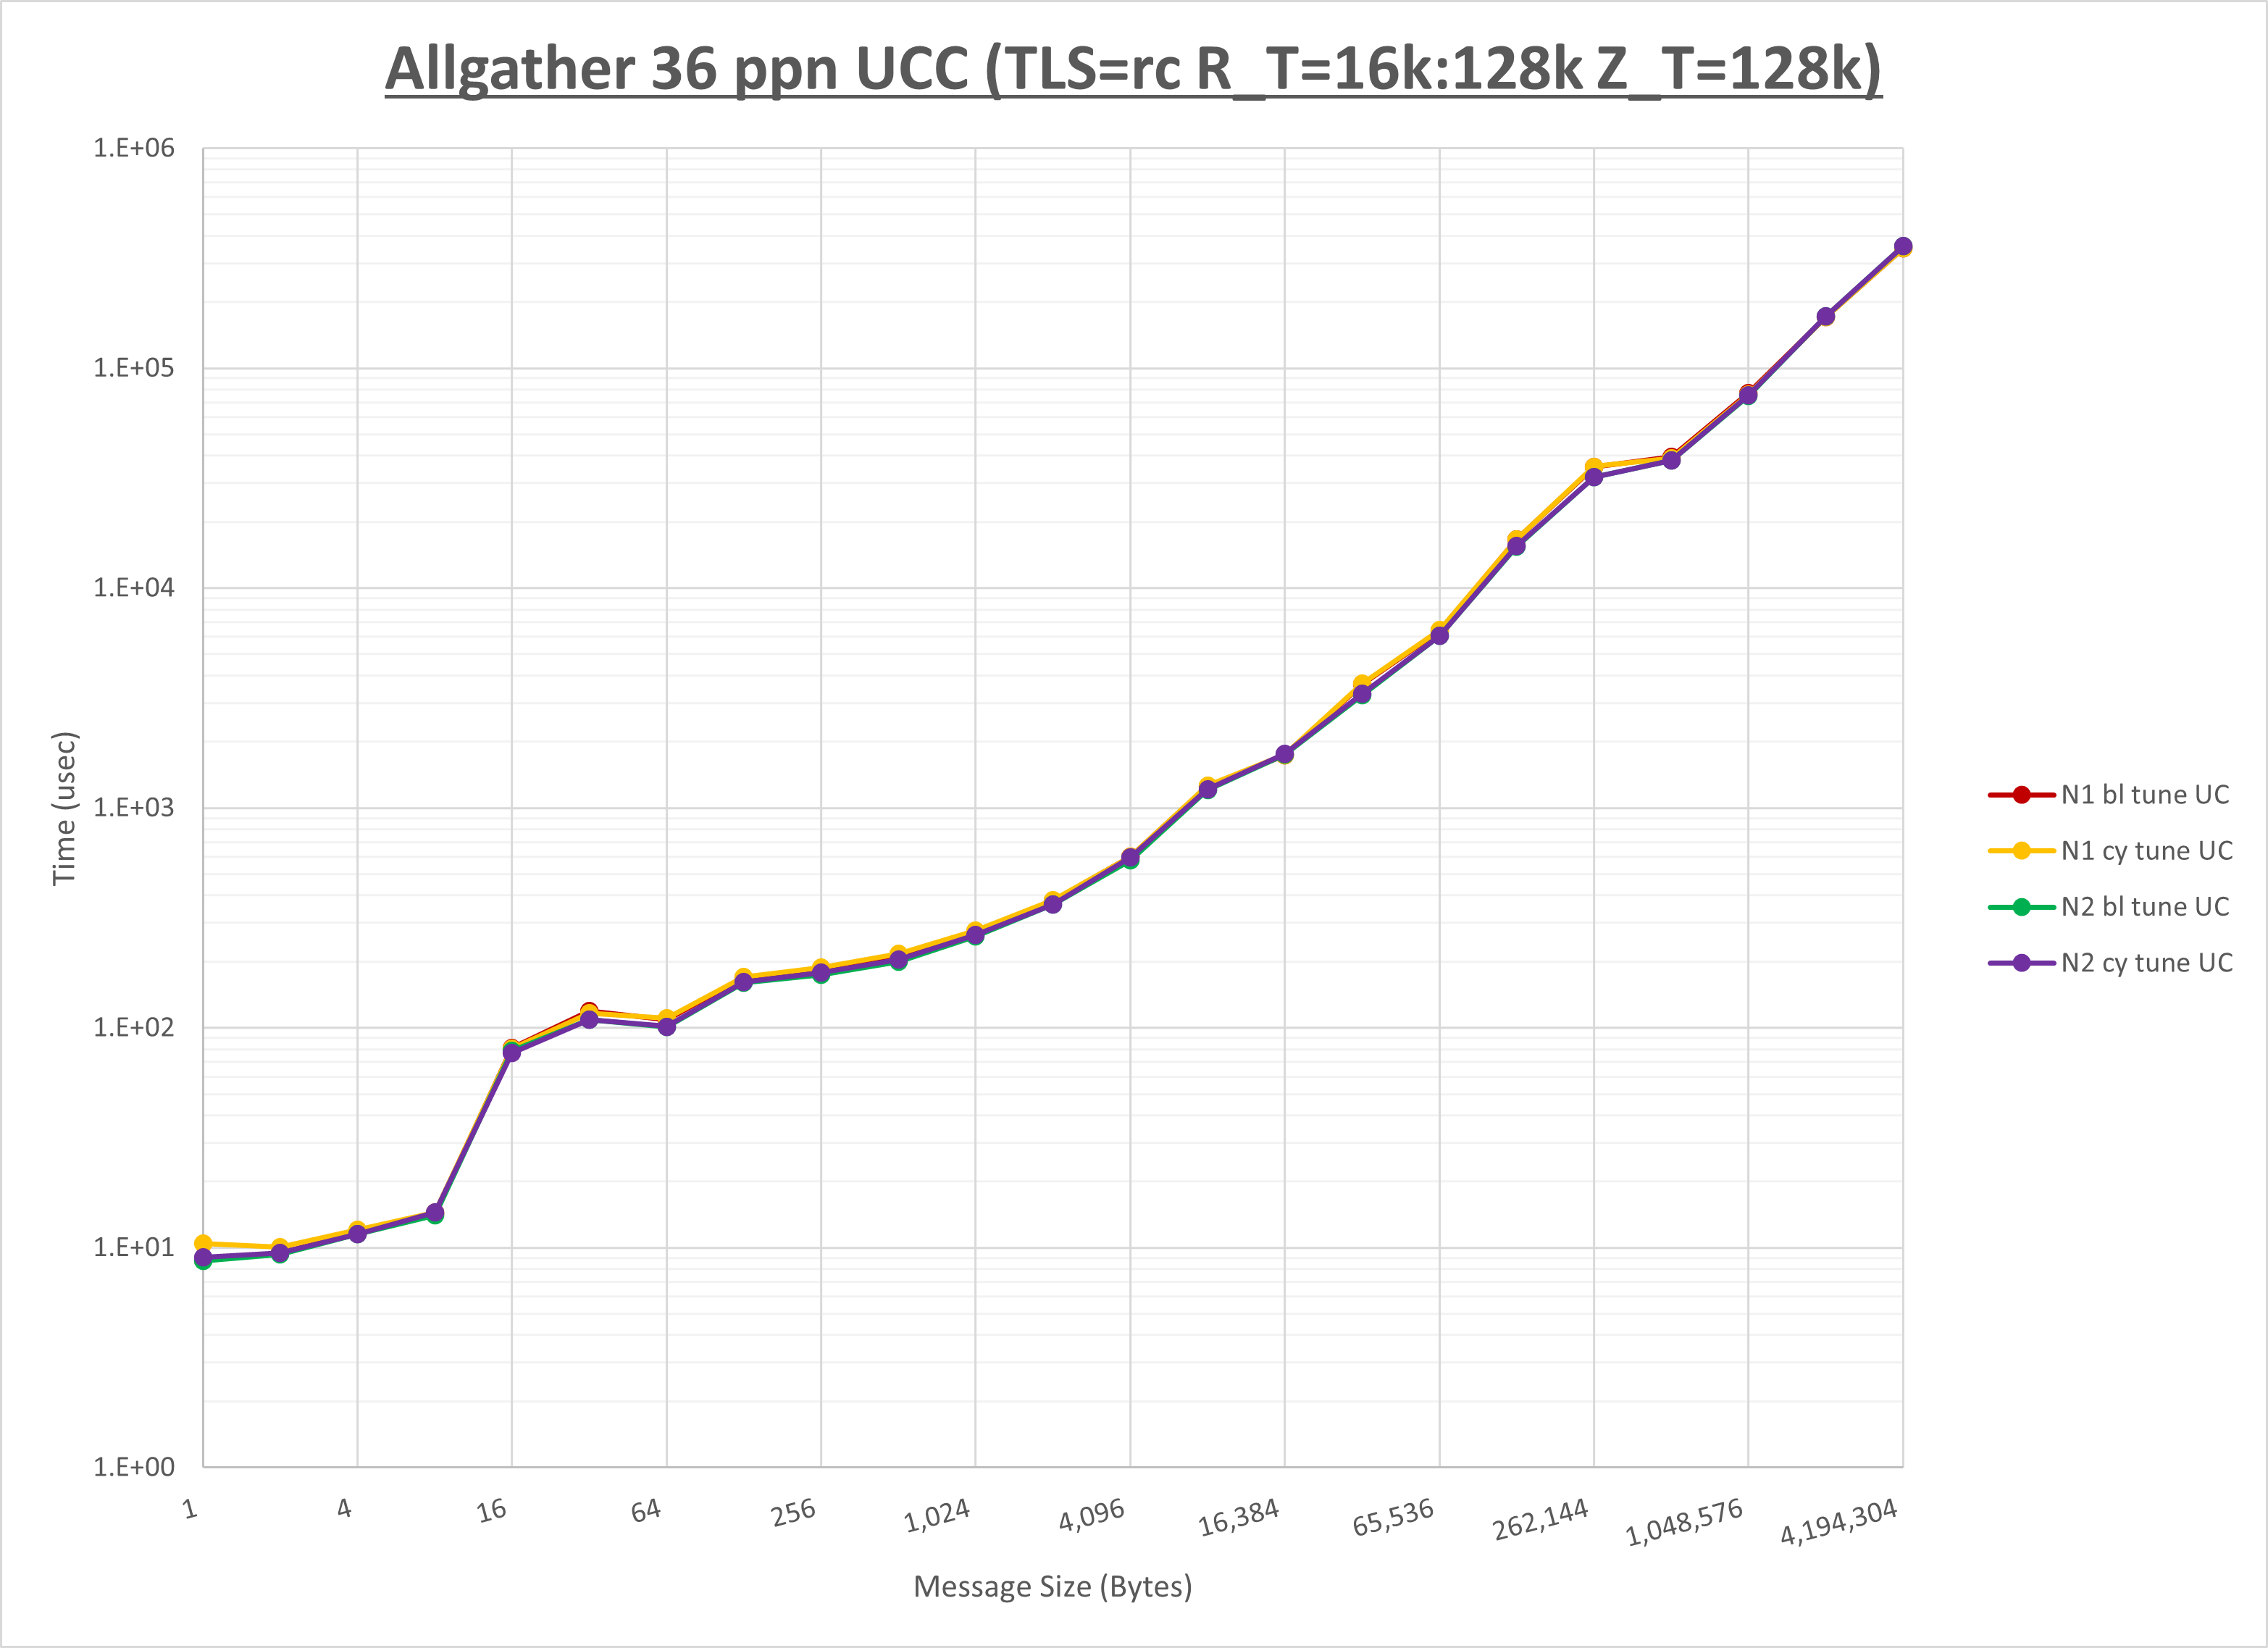 Allgather 36 ppn UCC (TLS=rc R_T=16k:128k Z_T=128k)
1.E+06
1.E+05
1.E+04
1.E+03
1.E+02
1.E+01
1.E+00
Time (usec)
1
4
16
64
256
1,024
4,096
16,384
65,536
262,144
1,048,576
4,194,304
Message Size (Bytes)
N1 bl tune UC
N1 cy tune UC
N2 bl tune UC
N2 cy tune UC